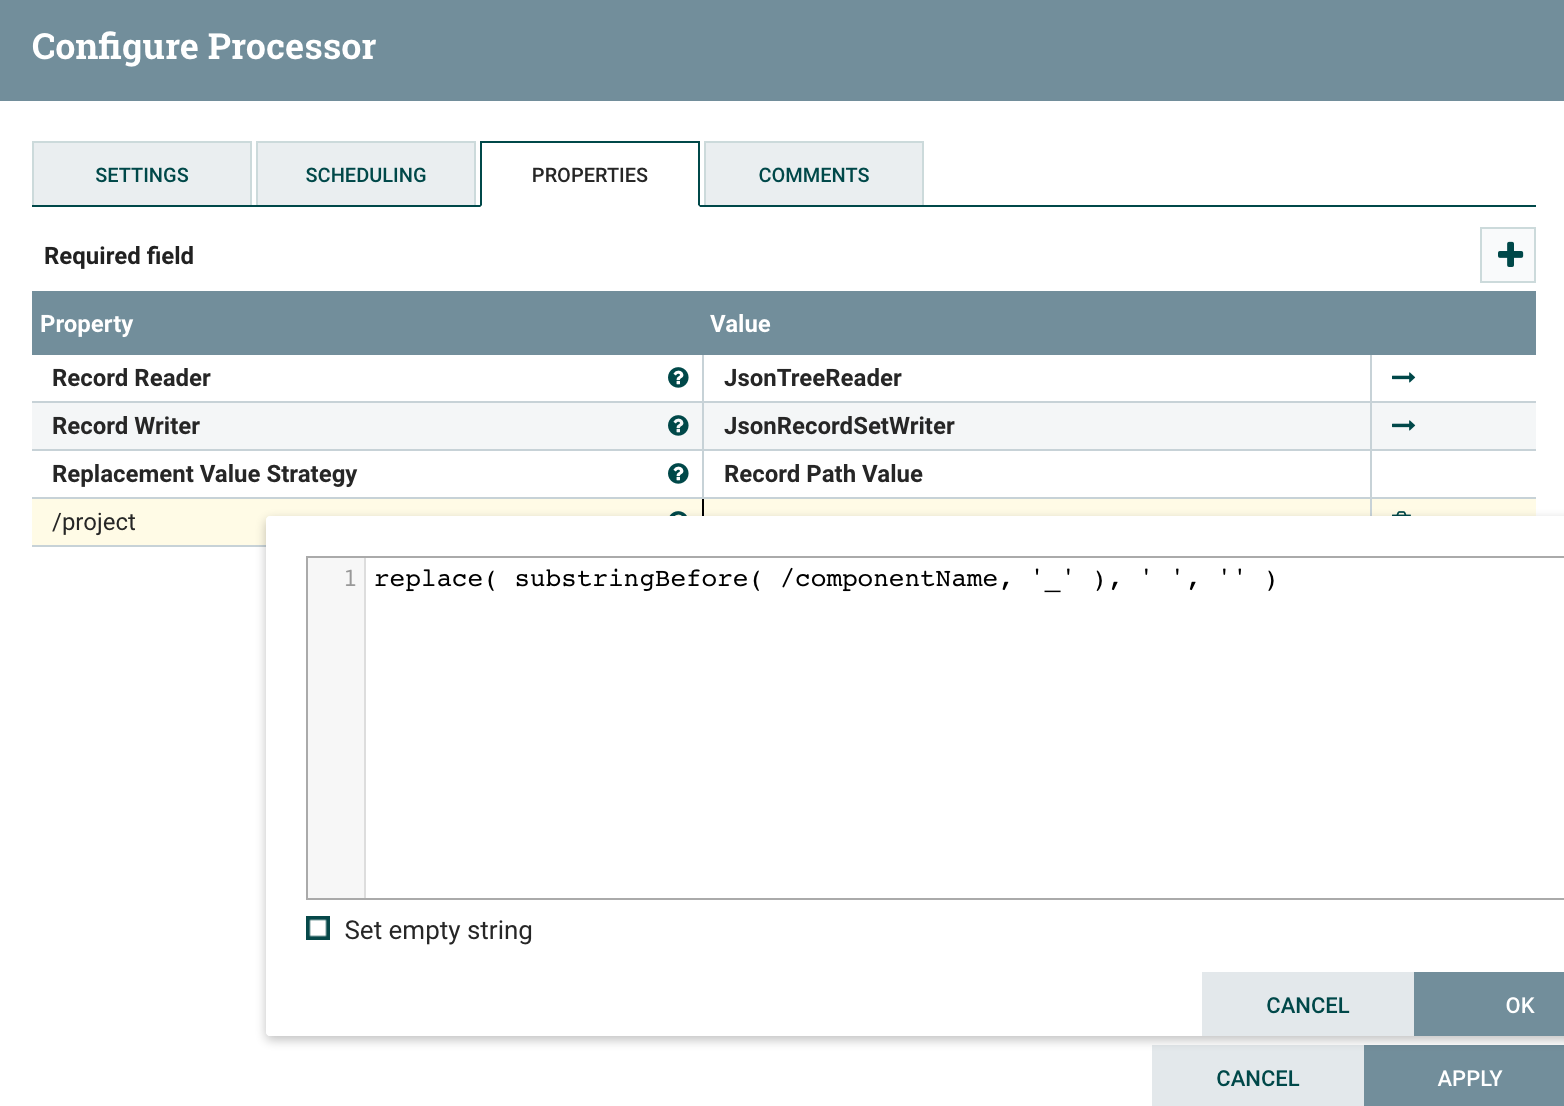 Configure Processor
SETTINGS SCHEDULING PROPERTIES COMMENTS
Required field
Property Value
Record Reader JsonTreeReader
Record Writer JsonRecordSetWriter
Replacement Value Strategy Record Path Value
/project
1 replace( substringBefore( /componentName, '_' ), ' ', '' )
Set empty string
CANCEL OK
CANCEL APPLY